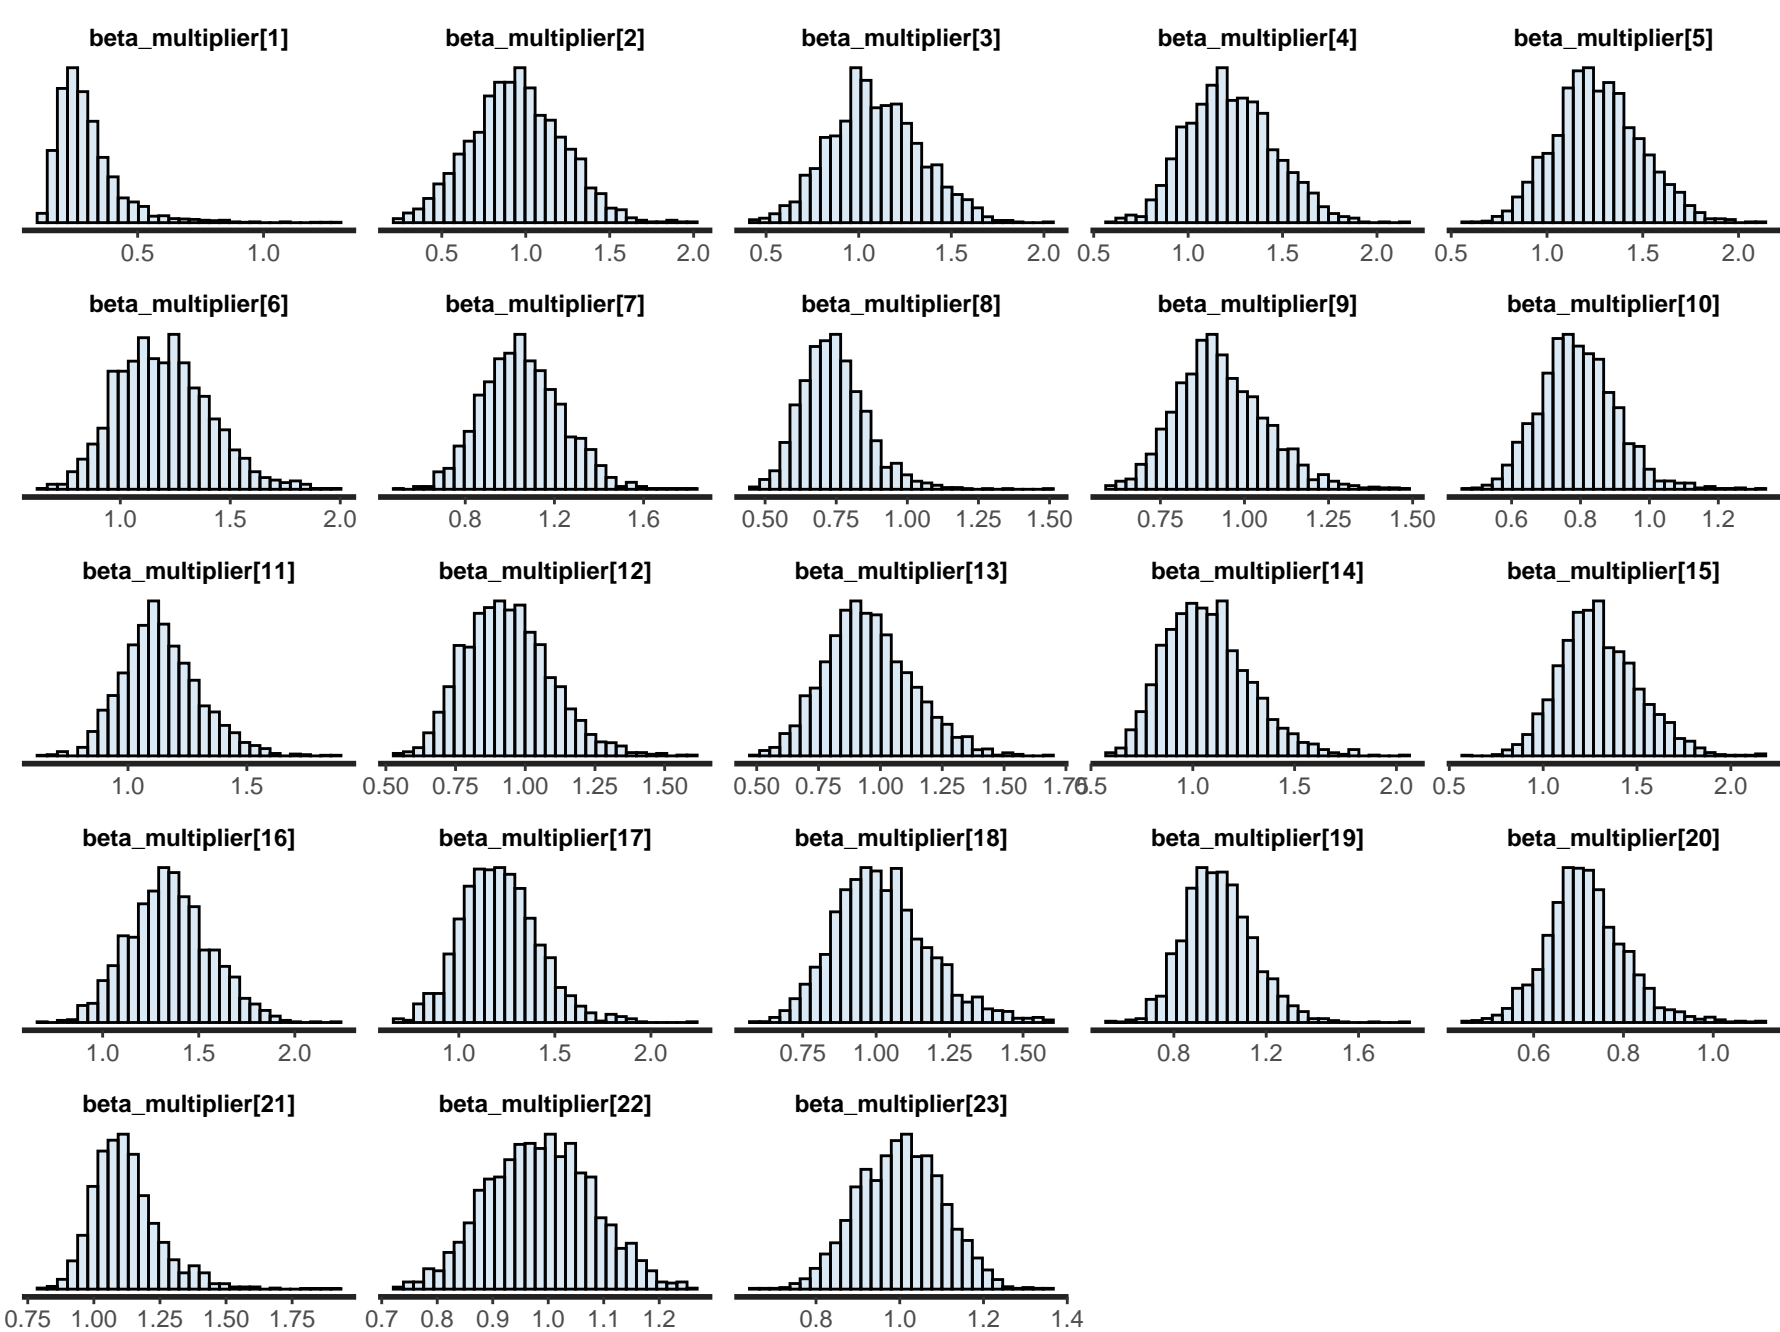 beta_multiplier[1] beta_multiplier[2] beta_multiplier[3] beta_multiplier[4] beta_multiplier[5]
0.5 1.0 0.5 1.0 1.5 2.0 0.5 1.0 1.5 2.0 0.5 1.0 1.5 2.0 0.5 1.0 1.5 2.0
beta_multiplier[6] beta_multiplier[7] beta_multiplier[8] beta_multiplier[9] beta_multiplier[10]
1.0 1.5 2.0 0.8 1.2 1.6 0.50 0.75 1.00 1.25 1.50 0.75 1.00 1.25 1.50 0.6 0.8 1.0 1.2
beta_multiplier[11] beta_multiplier[12] beta_multiplier[13] beta_multiplier[14] beta_multiplier[15]
1.0 1.5 0.50 0.75 1.00 1.25 1.50 0.50 0.75 1.00 1.25 1.50 1.75 0.5 1.0 1.5 2.0 0.5 1.0 1.5 2.0
beta_multiplier[16] beta_multiplier[17] beta_multiplier[18] beta_multiplier[19] beta_multiplier[20]
1.0 1.5 2.0 1.0 1.5 2.0 0.75 1.00 1.25 1.50 0.8 1.2 1.6 0.6 0.8 1.0
beta_multiplier[21] beta_multiplier[22] beta_multiplier[23]
0.75 1.00 1.25 1.50 1.75 0.7 0.8 0.9 1.0 1.1 1.2 0.8 1.0 1.2 1.4